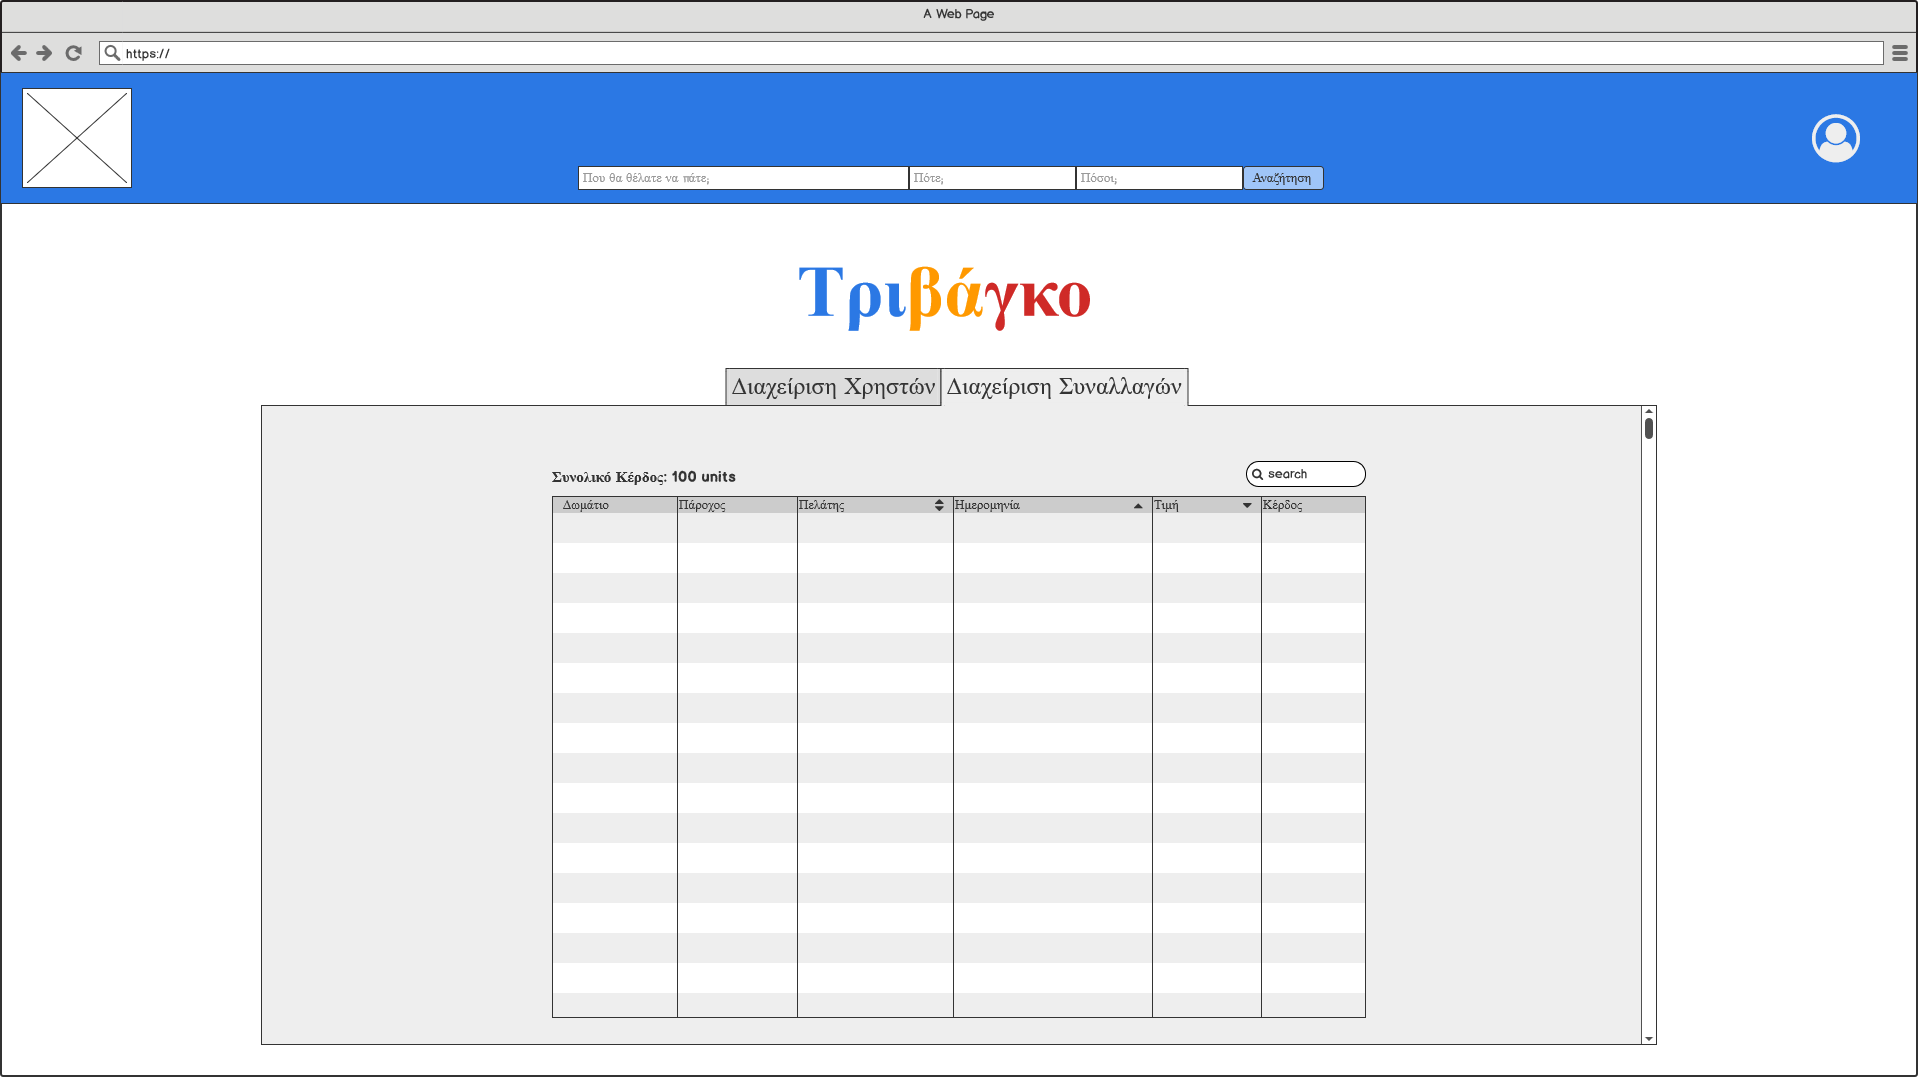 A Web Page
https://
Που θα θέλατε να πάτε; Πότε; Πόσοι; Αναζήτηση
Τριβάγκο
Διαχείριση Χρηστών Διαχείριση Συναλλαγών
Συνολικό Κέρδος: 100 units search
Δωμάτιο Πάροχος Πελάτης Ημερομηνία Τιμή Κέρδος